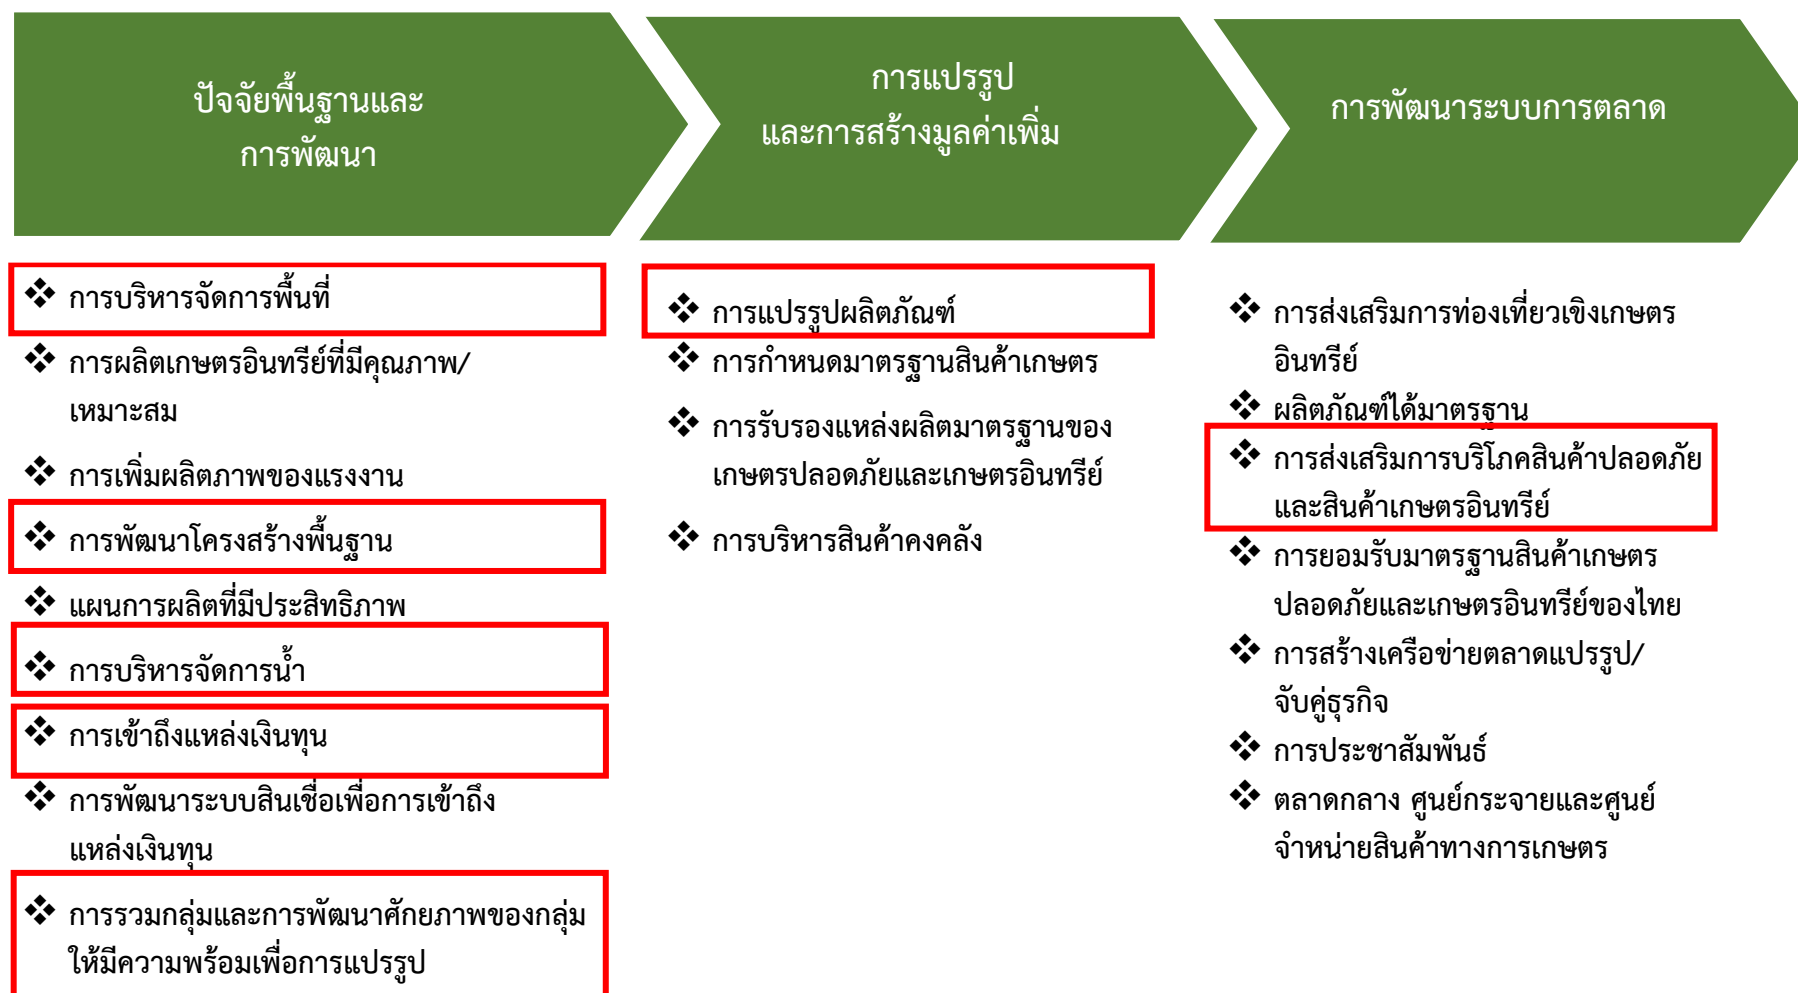 ปัจจัยพื้นฐานและ
การพัฒนา
การแปรรูป
และการสร้างมูลค่าเพิ่ม
การพัฒนาระบบการตลาด
❖ การบริหารจัดการพื้นที่
❖ การผลิตเกษตรอินทรีย์ที่มีคุณภาพ/
เหมาะสม
❖ การเพิ่มผลิตภาพของแรงงาน
❖ การพัฒนาโครงสร้างพื้นฐาน
❖ แผนการผลิตที่มีประสิทธิภาพ
❖ การบริหารจัดการน้ำ
❖ การเข้าถึงแหล่งเงินทุน
❖ การพัฒนาระบบสินเชื่อเพื่อการเข้าถึง
แหล่งเงินทุน
❖ การรวมกลุ่มและการพัฒนาศักยภาพของกลุ่ม
ให้มีความพร้อมเพื่อการแปรรูป
❖ การแปรรูปผลิตภัณฑ์
❖ การกำหนดมาตรฐานสินค้าเกษตร
❖ การรับรองแหล่งผลิตมาตรฐานของ
เกษตรปลอดภัยและเกษตรอินทรีย์
❖ การบริหารสินค้าคงคลัง
❖ การส่งเสริมการท่องเที่ยวเชิงเกษตร
อินทรีย์
❖ ผลิตภัณฑ์ได้มาตรฐาน
❖ การส่งเสริมการบริโภคสินค้าปลอดภัย
และสินค้าเกษตรอินทรีย์
❖ การยอมรับมาตรฐานสินค้าเกษตร
ปลอดภัยและเกษตรอินทรีย์ของไทย
❖ การสร้างเครือข่ายตลาดแปรรูป/
จับคู่ธุรกิจ
❖ การประชาสัมพันธ์
❖ ตลาดกลาง ศูนย์กระจายและศูนย์
จำหน่ายสินค้าทางการเกษตร